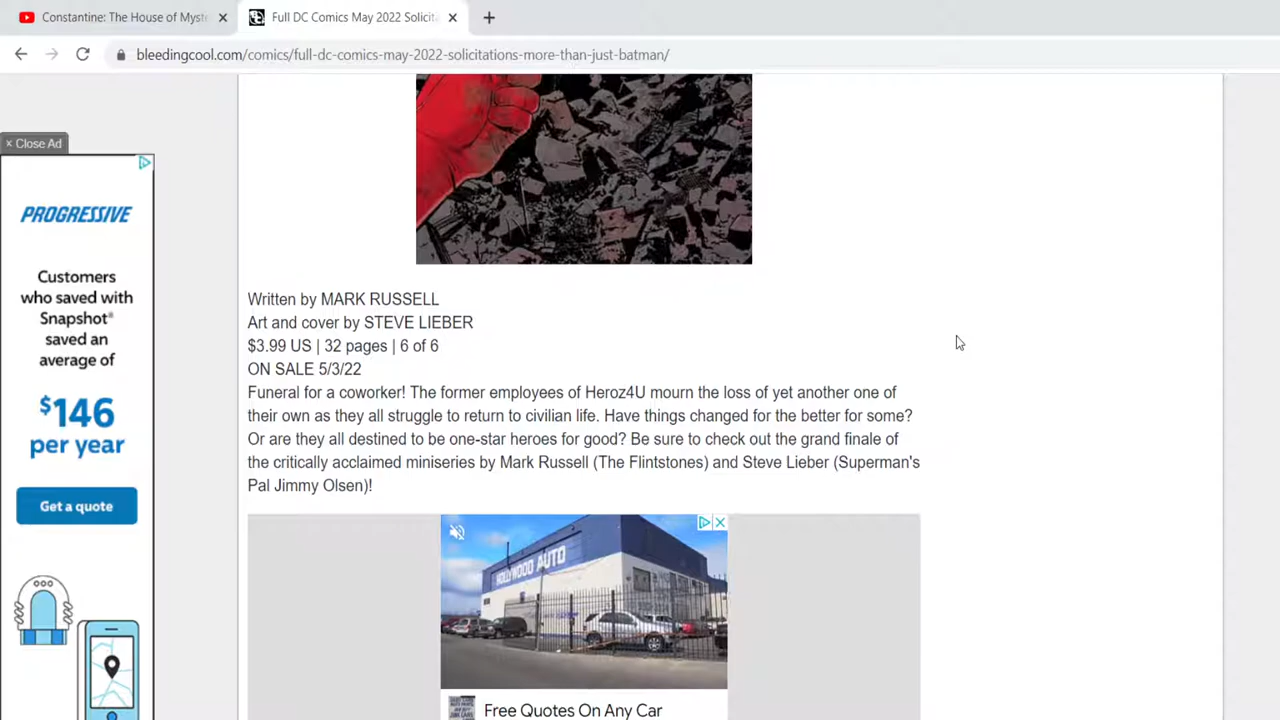 Constantine: The House of Myste
Full DC Comics May 2022 Solicita
bleedingcool.com/comics/full-dc-comics-may-2022-solicitations-more-than-just-batman/
× Close Ad
PROGRESSIVE
Customers
who saved with
Snapshot®
saved an
average of
$146
per year
Get a quote
Written by MARK RUSSELL
Art and cover by STEVE LIEBER
$3.99 US | 32 pages | 6 of 6
ON SALE 5/3/22
Funeral for a coworker! The former employees of Heroz4U mourn the loss of yet another one of
their own as they all struggle to return to civilian life. Have things changed for the better for some?
Or are they all destined to be one-star heroes for good? Be sure to check out the grand finale of
the critically acclaimed miniseries by Mark Russell (The Flintstones) and Steve Lieber (Superman's
Pal Jimmy Olsen)!
HOLLYWOOD AUTO
Free Quotes On Any Car